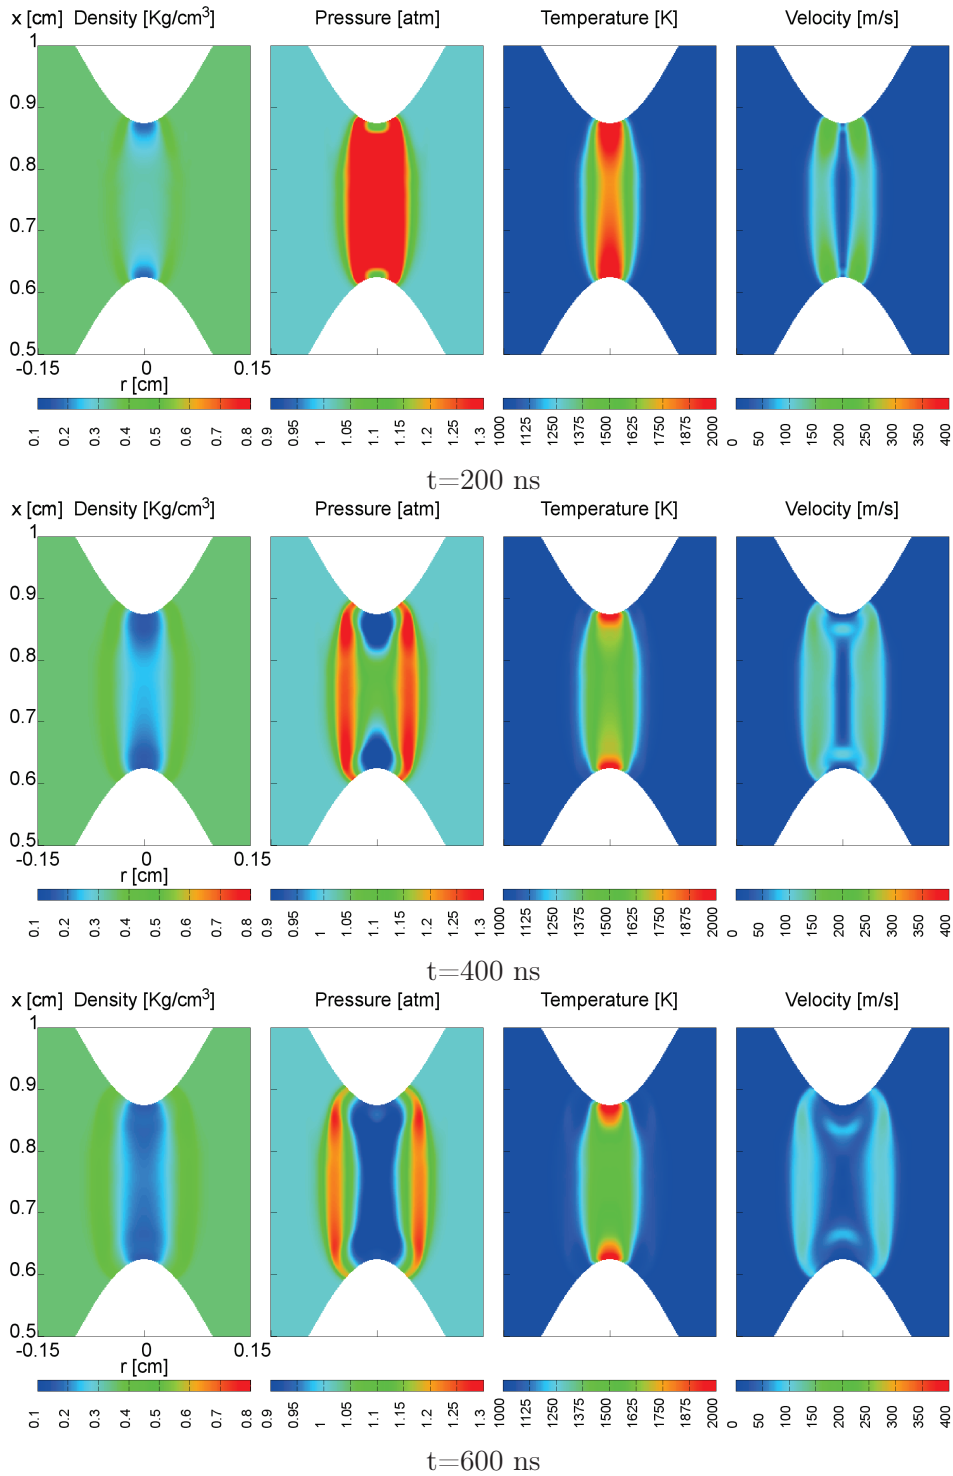 x [cm] Density [Kg/cm³] Pressure [atm] Temperature [K] Velocity [m/s]
1
0.9
0.8
0.7
0.6
0.5
-0.15 0 0.15
r [cm]
0.1 0.2 0.3 0.4 0.5 0.6 0.7 0.8 0.9 0.95 1 1.05 1.1 1.15 1.2 1.25 1.3 1000 1125 1250 1375 1500 1625 1750 1875 2000 0 50 100 150 200 250 300 350 400
t=200 ns
x [cm] Density [Kg/cm³] Pressure [atm] Temperature [K] Velocity [m/s]
1
0.9
0.8
0.7
0.6
0.5
-0.15 0 0.15
r [cm]
0.1 0.2 0.3 0.4 0.5 0.6 0.7 0.8 0.9 0.95 1 1.05 1.1 1.15 1.2 1.25 1.3 1000 1125 1250 1375 1500 1625 1750 1875 2000 0 50 100 150 200 250 300 350 400
t=400 ns
x [cm] Density [Kg/cm³] Pressure [atm] Temperature [K] Velocity [m/s]
1
0.9
0.8
0.7
0.6
0.5
-0.15 0 0.15
r [cm]
0.1 0.2 0.3 0.4 0.5 0.6 0.7 0.8 0.9 0.95 1 1.05 1.1 1.15 1.2 1.25 1.3 1000 1125 1250 1375 1500 1625 1750 1875 2000 0 50 100 150 200 250 300 350 400
t=600 ns